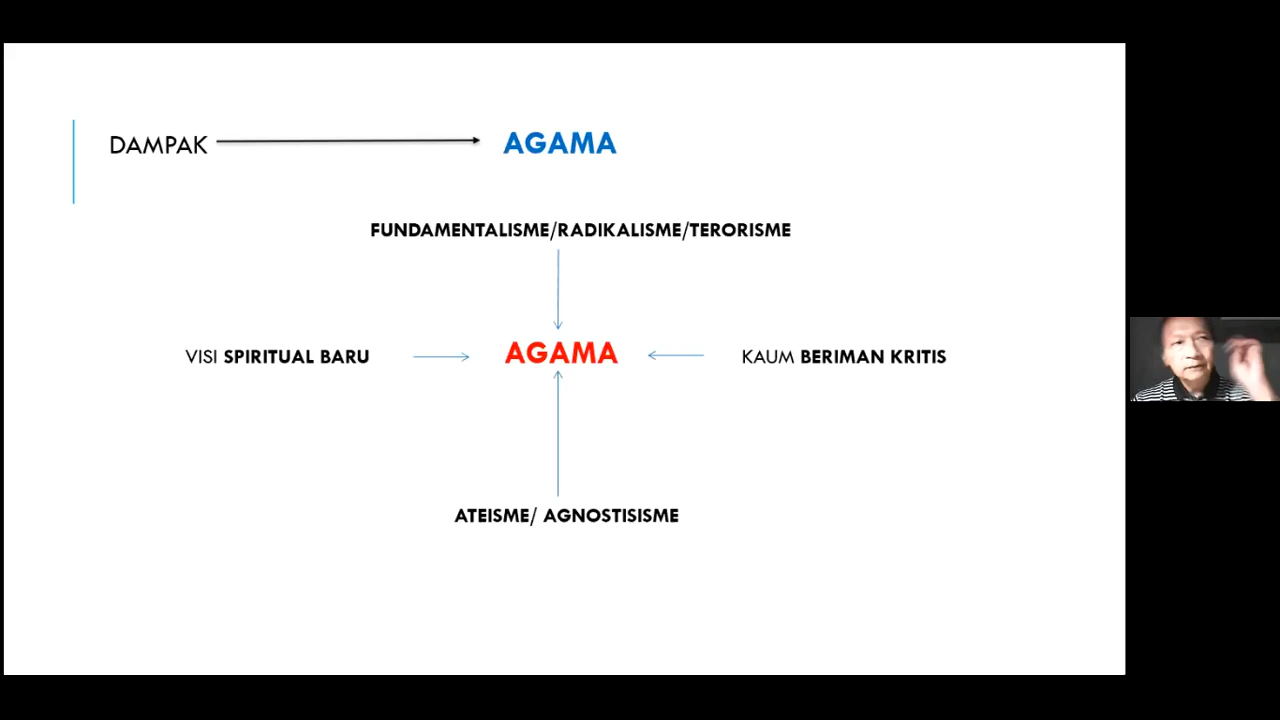 DAMPAK AGAMA
FUNDAMENTALISME/RADIKALISME/TERORISME
VISI SPIRITUAL BARU AGAMA KAUM BERIMAN KRITIS
ATEISME/ AGNOSTISISME